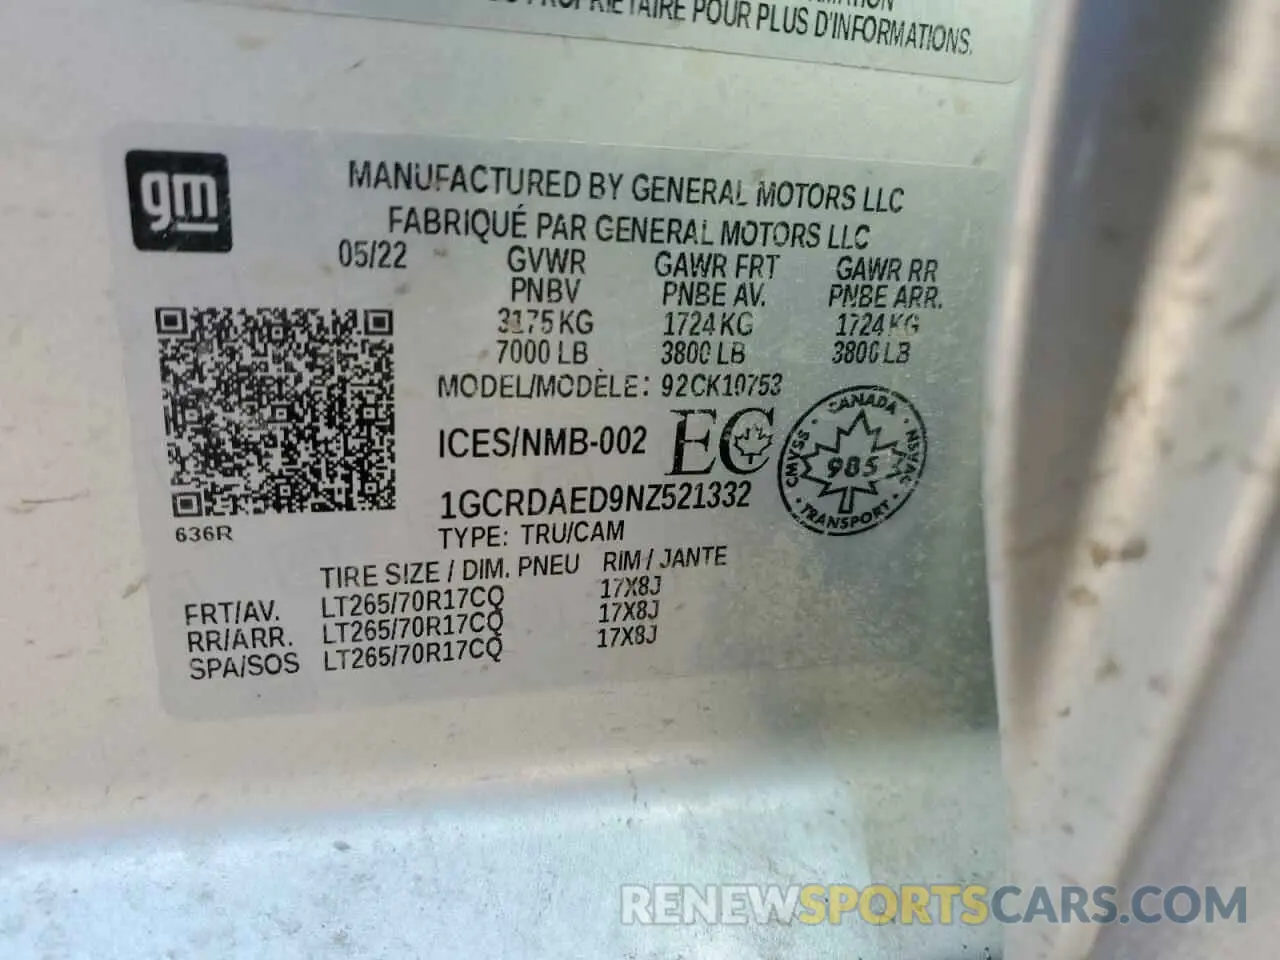 PROPRIÉTAIRE POUR PLUS D'INFORMATIONS.
gm
MANUFACTURED BY GENERAL MOTORS LLC
FABRIQUÉ PAR GENERAL MOTORS LLC
05/22 GVWR GAWR FRT GAWR RR
PNBV PNBE AV. PNBE ARR.
3175 KG 1724 KG 1724 KG
7000 LB 3800 LB 3800 LB
MODEL/MODÈLE: 92CK10753
ICES/NMB-002 EC
CANADA
985
TRANSPORT
1GCRDAED9NZ521332
636R
TYPE: TRU/CAM
TIRE SIZE / DIM. PNEU RIM / JANTE
FRT/AV. LT265/70R17CQ 17X8J
RR/ARR. LT265/70R17CQ 17X8J
SPA/SOS LT265/70R17CQ 17X8J
RENEWSPORTSCARS.COM